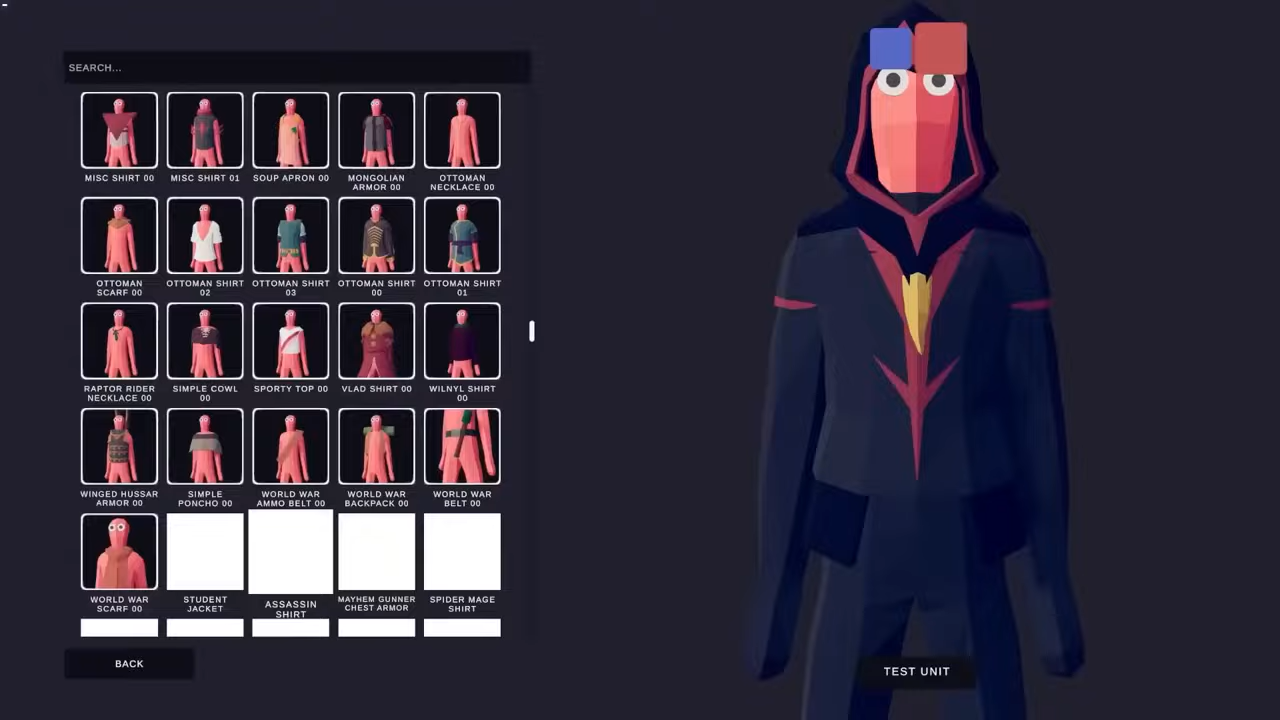 SEARCH...
MISC SHIRT 00
MISC SHIRT 01
SOUP APRON 00
MONGOLIAN
ARMOR 00
OTTOMAN
NECKLACE 00
OTTOMAN
SCARF 00
OTTOMAN SHIRT
02
OTTOMAN SHIRT
03
OTTOMAN SHIRT
00
OTTOMAN SHIRT
01
RAPTOR RIDER
NECKLACE 00
SIMPLE COWL
00
SPORTY TOP 00
VLAD SHIRT 00
WILNYL SHIRT
00
WINGED HUSSAR
ARMOR 00
SIMPLE
PONCHO 00
WORLD WAR
AMMO BELT 00
WORLD WAR
BACKPACK 00
WORLD WAR
BELT 00
WORLD WAR
SCARF 00
STUDENT
JACKET
ASSASSIN
SHIRT
MAYHEM GUNNER
CHEST ARMOR
SPIDER MAGE
SHIRT
BACK
TEST UNIT